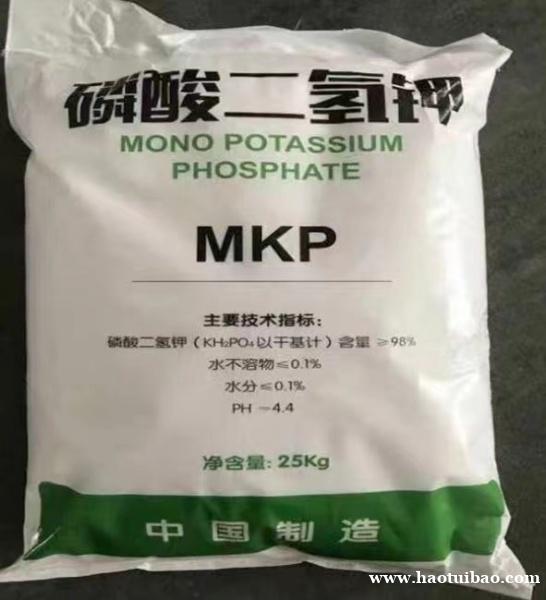 磷酸二氢钾
MONO POTASSIUM
PHOSPHATE
MKP
主要技术指标：
磷酸二氢钾（KH₂PO₄以干基计）含量 ≥98%
水不溶物≤0.1%
水分≤0.1%
PH ~4.4
净含量: 25Kg
中国制造
www.haotuibao.com